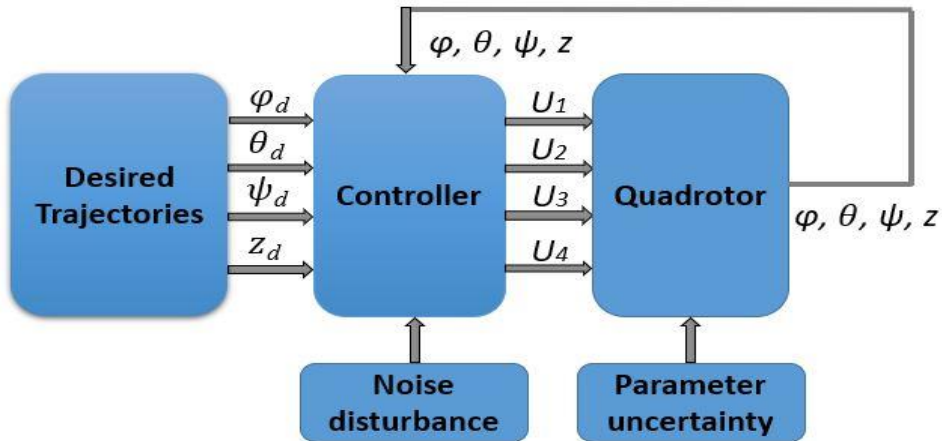 φ, θ, ψ, z
φd
θd
ψd
zd
Desired
Trajectories
Controller
U1
U2
U3
U4
Quadrotor
φ, θ, ψ, z
Noise
disturbance
Parameter
uncertainty